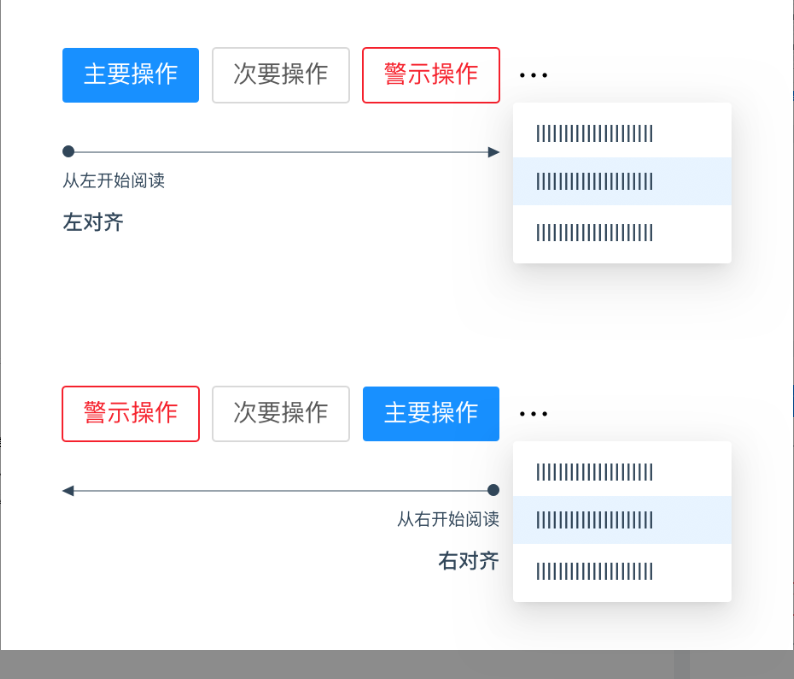 主要操作 次要操作 警示操作 •••
从左开始阅读
左对齐
警示操作 次要操作 主要操作 •••
从右开始阅读
右对齐